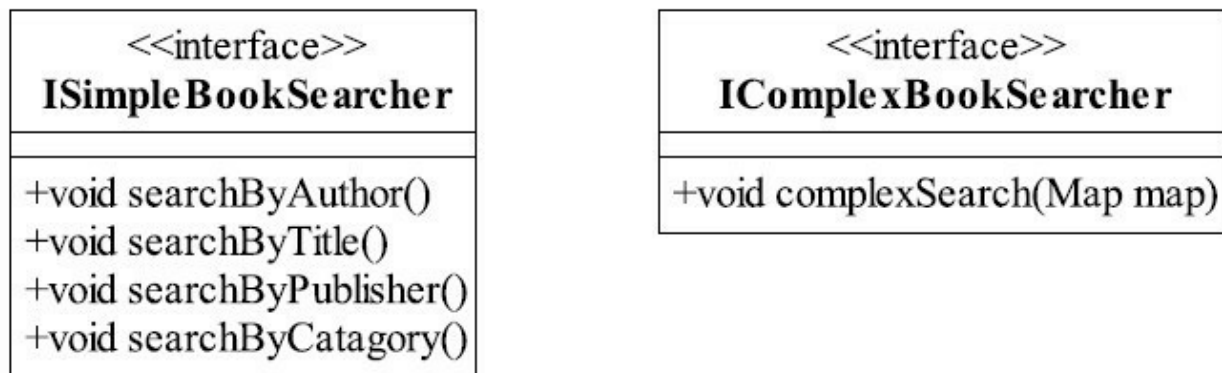 <<interface>>
ISimpleBookSearcher
+void searchByAuthor()
+void searchByTitle()
+void searchByPublisher()
+void searchByCatagory()
<<interface>>
IComplexBookSearcher
+void complexSearch(Map map)